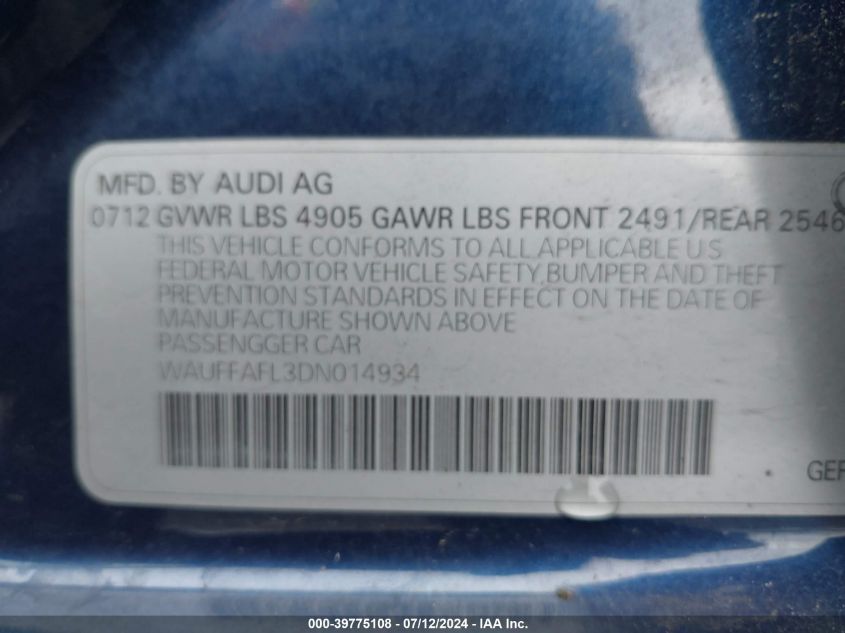 MFD. BY AUDI AG
0712 GVWR LBS 4905 GAWR LBS FRONT 2491/REAR 2546
THIS VEHICLE CONFORMS TO ALL APPLICABLE U S
FEDERAL MOTOR VEHICLE SAFETY, BUMPER AND THEFT
PREVENTION STANDARDS IN EFFECT ON THE DATE OF
MANUFACTURE SHOWN ABOVE
PASSENGGER CAR
WAUFFAFL3DN014934
GER
000-39775108 - 07/12/2024 - IAA Inc.